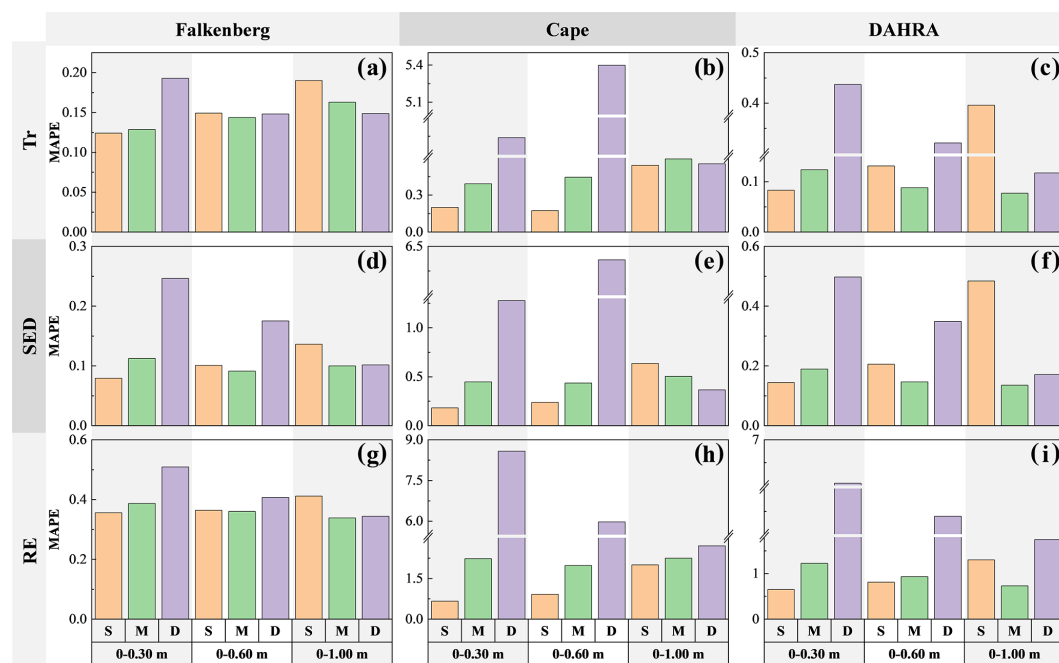 Falkenberg Cape DAHRA
Tr
MAPE
0.20
0.15
0.10
0.05
0.00
(a)
5.4
5.1
0.3
0.0
(b)
0.5
0.4
0.1
0.0
(c)
SED
MAPE
0.3
0.2
0.1
0.0
(d)
6.5
1.0
0.5
0.0
(e)
0.6
0.4
0.2
0.0
(f)
RE
MAPE
0.6
0.4
0.2
0.0
(g)
9.0
6.0
1.5
0.0
(h)
7
1
0
(i)
S M D S M D S M D S M D S M D S M D S M D S M D S M D
0-0.30 m 0-0.60 m 0-1.00 m 0-0.30 m 0-0.60 m 0-1.00 m 0-0.30 m 0-0.60 m 0-1.00 m